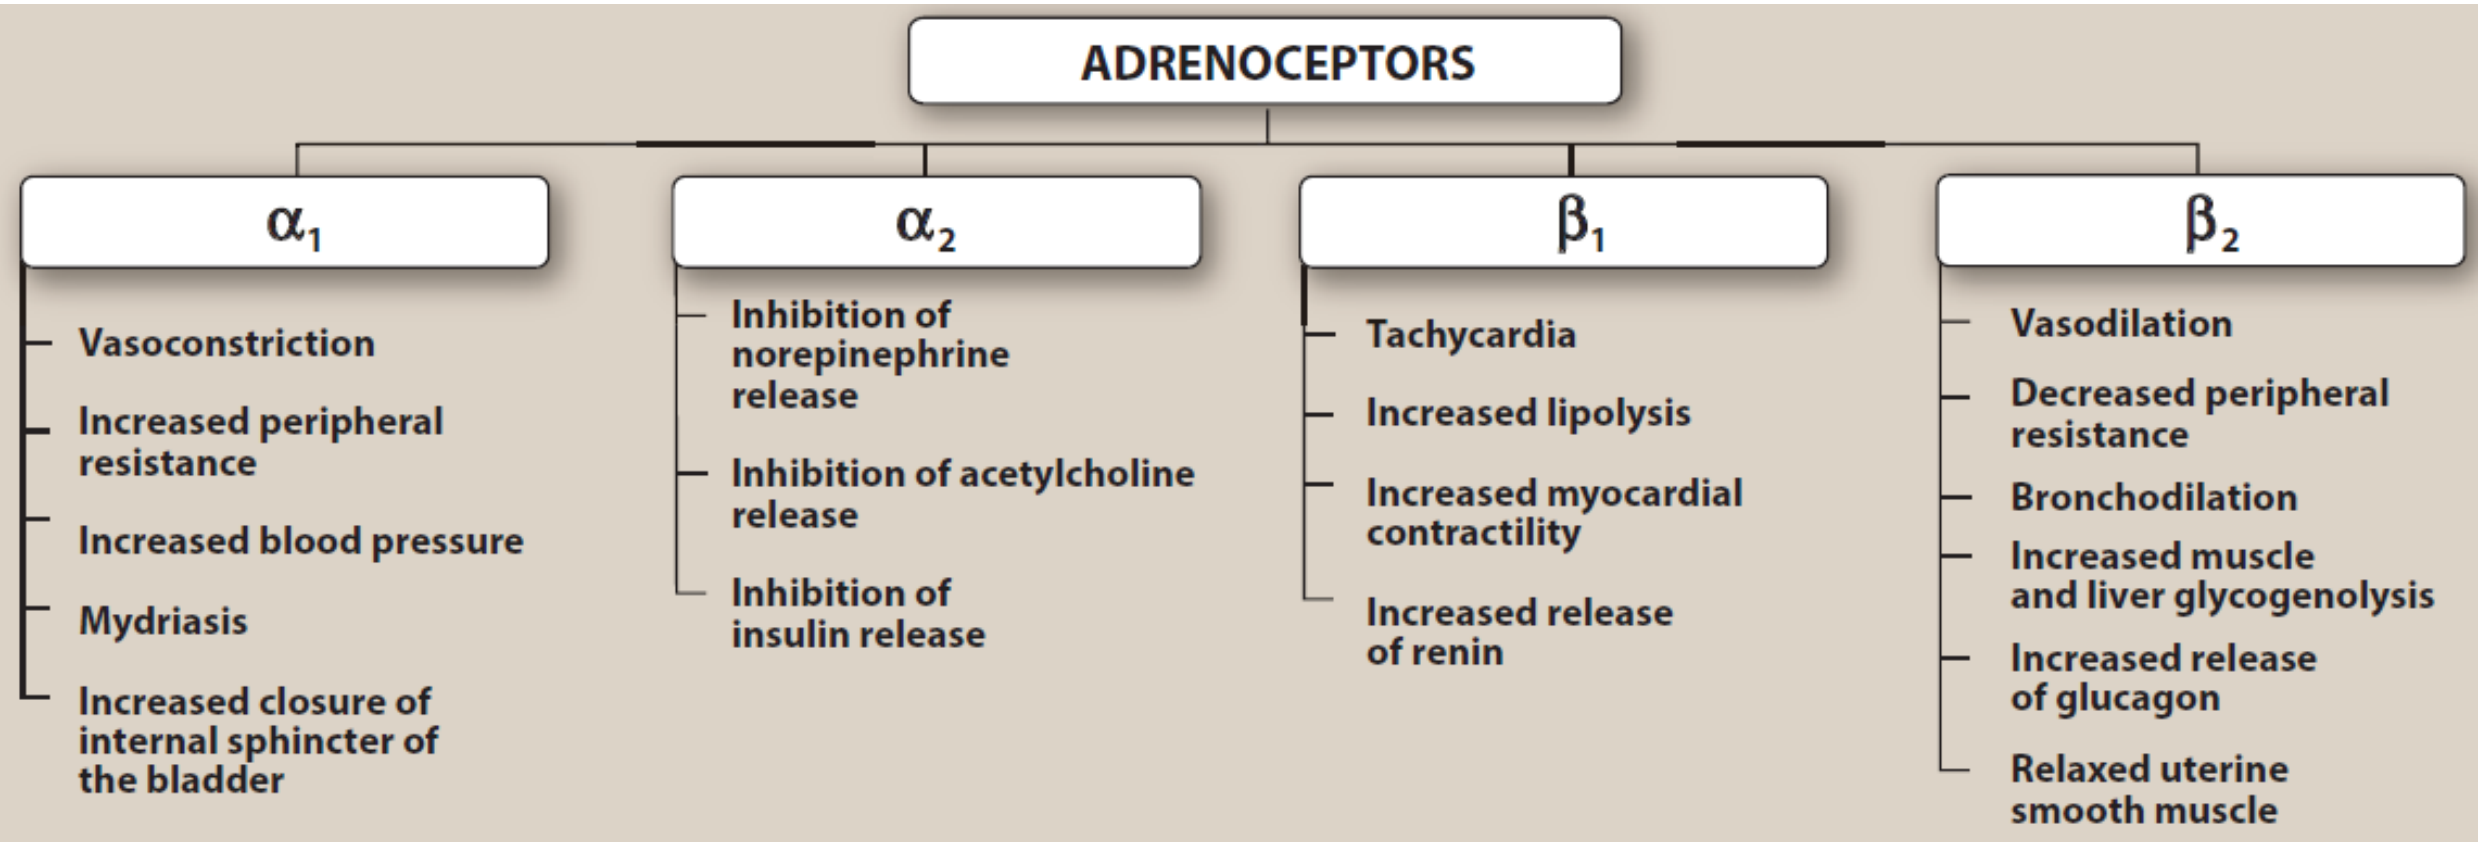 ADRENOCEPTORS
α1
Vasoconstriction
Increased peripheral
resistance
Increased blood pressure
Mydriasis
Increased closure of
internal sphincter of
the bladder
α2
Inhibition of
norepinephrine
release
Inhibition of acetylcholine
release
Inhibition of
insulin release
β1
Tachycardia
Increased lipolysis
Increased myocardial
contractility
Increased release
of renin
β2
Vasodilation
Decreased peripheral
resistance
Bronchodilation
Increased muscle
and liver glycogenolysis
Increased release
of glucagon
Relaxed uterine
smooth muscle